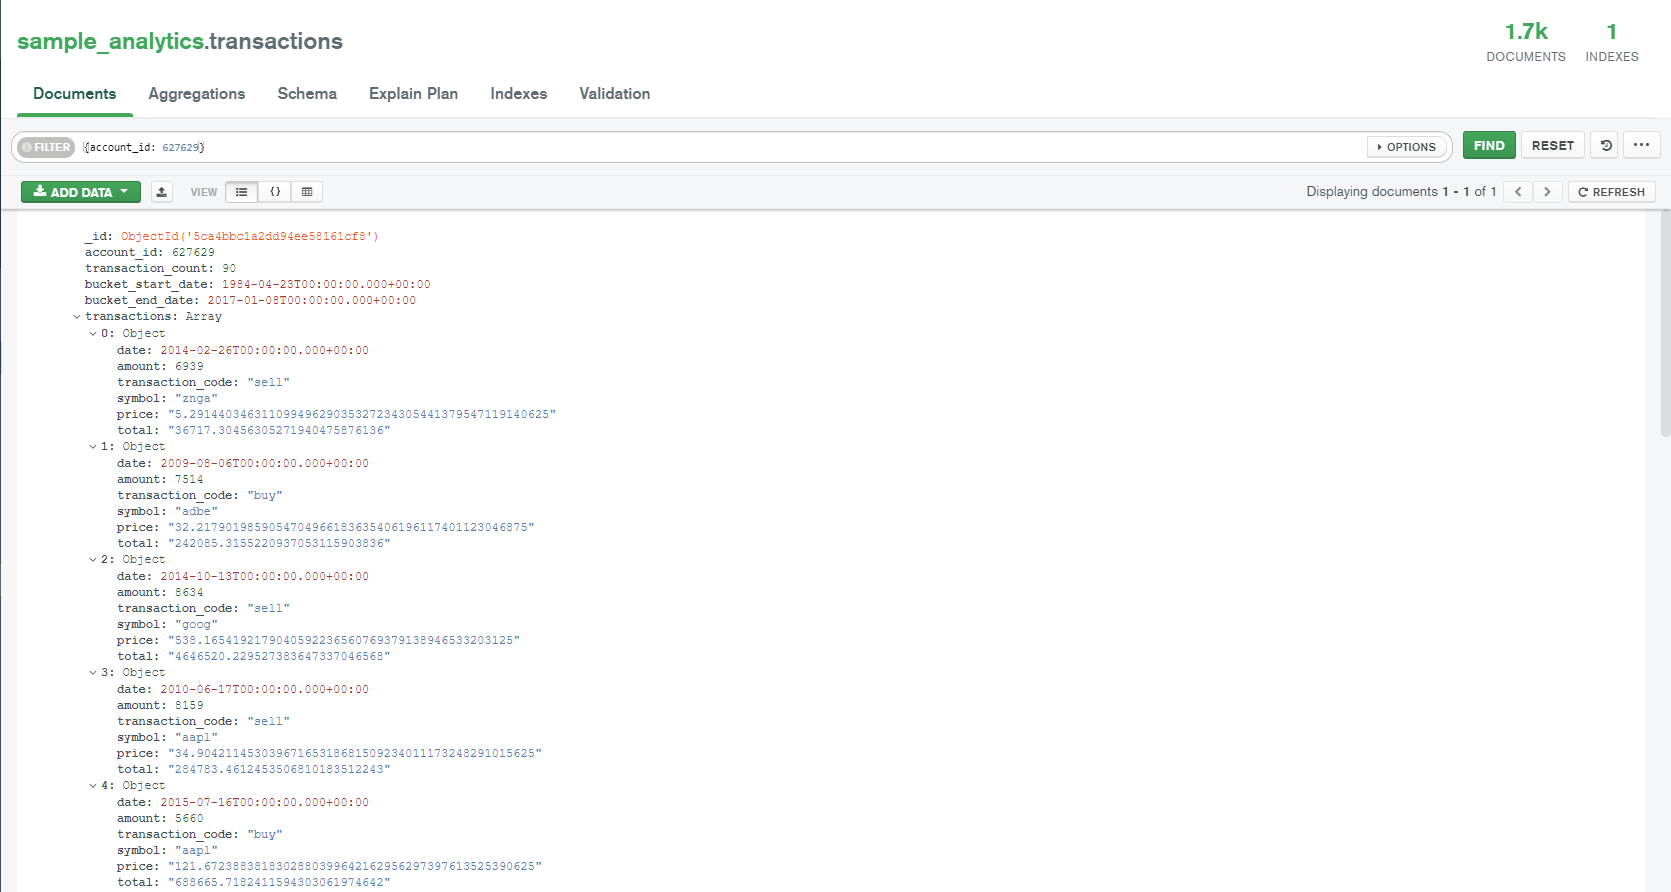 sample_analytics.transactions
1.7k
DOCUMENTS
1
INDEXES
Documents Aggregations Schema Explain Plan Indexes Validation
FILTER {account_id: 627629} OPTIONS FIND RESET ...
ADD DATA VIEW {} Displaying documents 1 - 1 of 1 < > REFRESH
_id: ObjectId('5ca4bbc1a2dd94ee58161cf8')
account_id: 627629
transaction_count: 90
bucket_start_date: 1984-04-23T00:00:00.000+00:00
bucket_end_date: 2017-01-08T00:00:00.000+00:00
transactions: Array
0: Object
date: 2014-02-26T00:00:00.000+00:00
amount: 6939
transaction_code: "sell"
symbol: "znga"
price: "5.2914403463110994962903532723430544137954711914​0625"
total: "36717.30456305271940475876136"
1: Object
date: 2009-08-06T00:00:00.000+00:00
amount: 7514
transaction_code: "buy"
symbol: "adbe"
price: "32.2179019859054704966183635406196117401123046875"
total: "242085.3155220937053115903836"
2: Object
date: 2014-10-13T00:00:00.000+00:00
amount: 8634
transaction_code: "sell"
symbol: "goog"
price: "538.1654192179040592236560769379138946533203125"
total: "4646520.229527383647337046568"
3: Object
date: 2010-06-17T00:00:00.000+00:00
amount: 8159
transaction_code: "sell"
symbol: "aapl"
price: "34.90421145303967165318681509234011173248291015625"
total: "284783.4612453506810183512243"
4: Object
date: 2015-07-16T00:00:00.000+00:00
amount: 5660
transaction_code: "buy"
symbol: "aapl"
price: "121.6723883818302880399642162956297397613525390625"
total: "688665.7182411594303061974642"